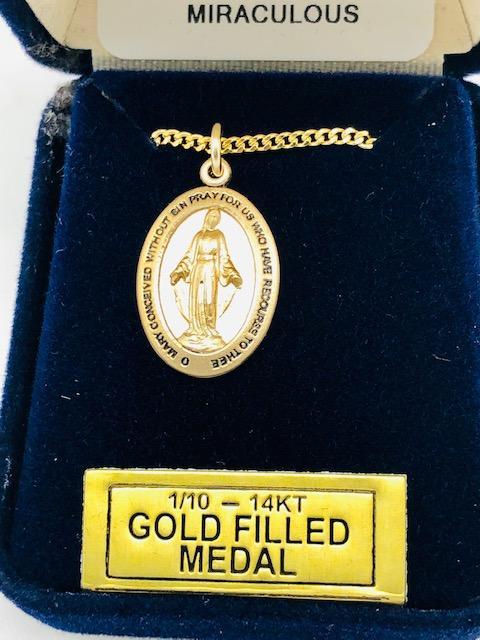 MIRACULOUS
O MARY CONCEIVED WITHOUT SIN PRAY FOR US WHO HAVE RECOURSE TO THEE
1/10 – 14KT
GOLD FILLED
MEDAL